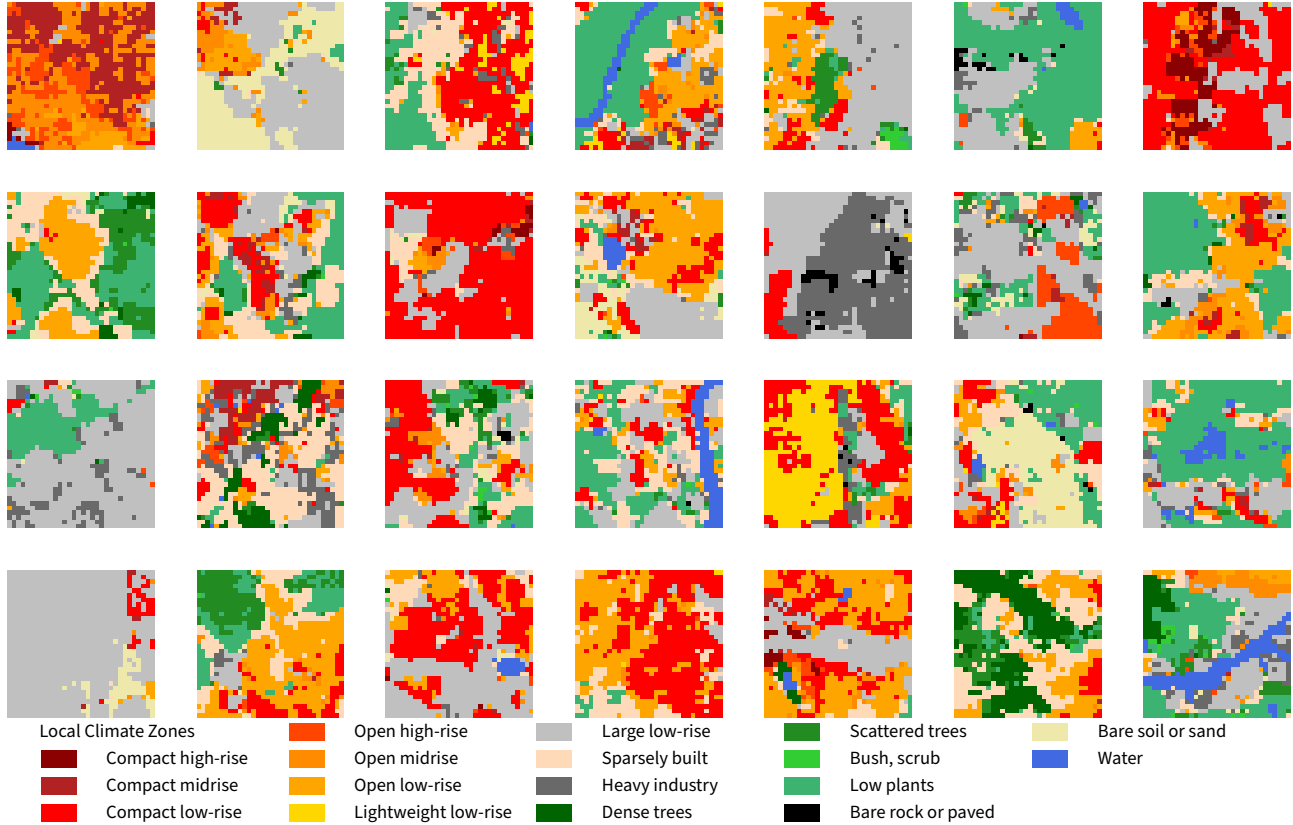 Local Climate Zones
Compact high-rise
Compact midrise
Compact low-rise
Open high-rise
Open midrise
Open low-rise
Lightweight low-rise
Large low-rise
Sparsely built
Heavy industry
Dense trees
Scattered trees
Bush, scrub
Low plants
Bare rock or paved
Bare soil or sand
Water